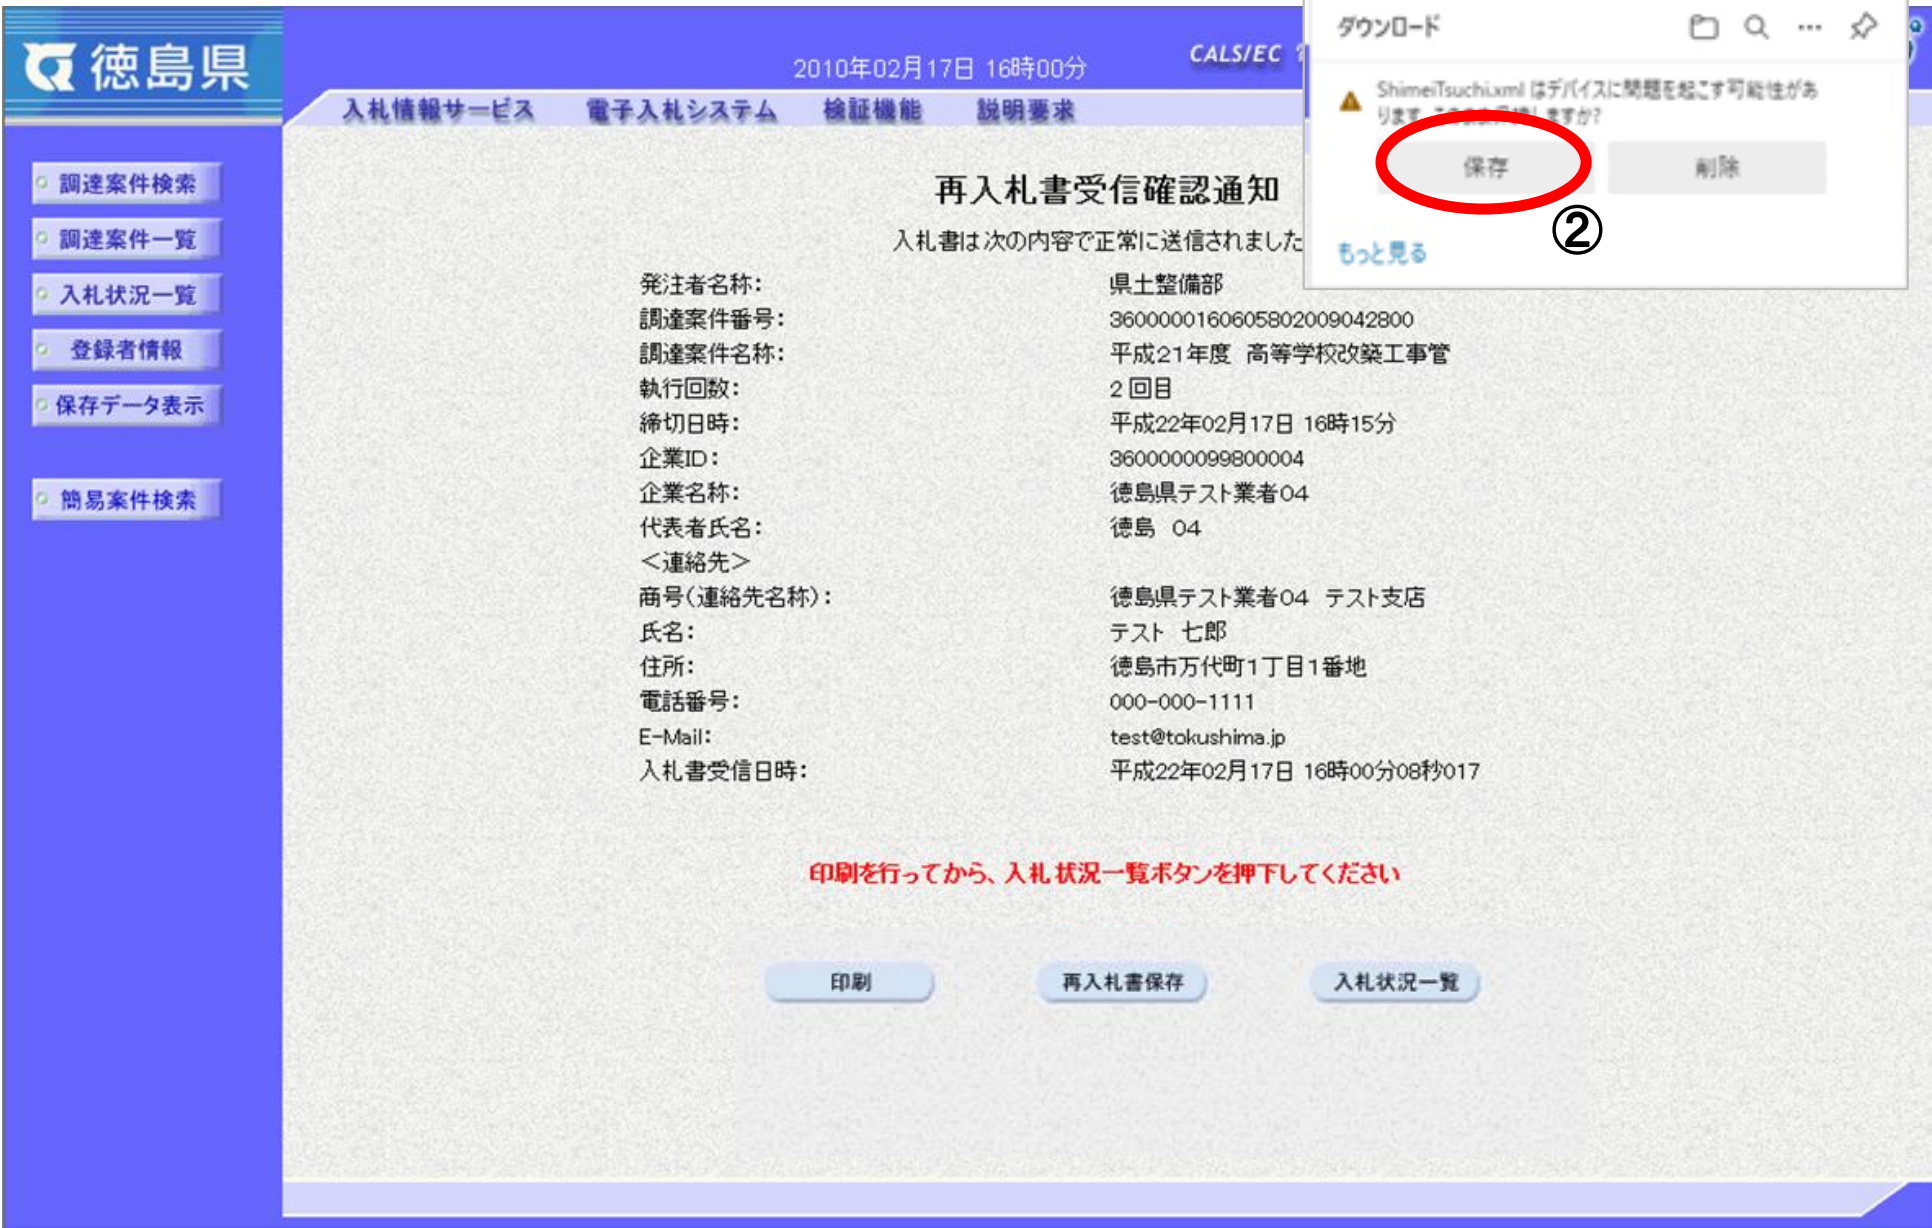 徳島県
2010年02月17日 16時00分
CALS/EC
入札情報サービス 電子入札システム 検証機能 説明要求
調達案件検索
調達案件一覧
入札状況一覧
登録者情報
保存データ表示
簡易案件検索
ダウンロード
ShimeiTsuchi.xml はデバイスに問題を起こす可能性があ
ります。このまま保存しますか?
保存 削除
②
もっと見る
再入札書受信確認通知
入札書は次の内容で正常に送信されました
発注者名称: 県土整備部
調達案件番号: 3600000160605802009042800
調達案件名称: 平成21年度 高等学校改築工事管
執行回数: 2回目
締切日時: 平成22年02月17日 16時15分
企業ID: 3600000099800004
企業名称: 徳島県テスト業者04
代表者氏名: 徳島 04
<連絡先>
商号(連絡先名称): 徳島県テスト業者04 テスト支店
氏名: テスト 七郎
住所: 徳島市万代町1丁目1番地
電話番号: 000-000-1111
E-Mail: test@tokushima.jp
入札書受信日時: 平成22年02月17日 16時00分08秒017
印刷を行ってから、入札状況一覧ボタンを押下してください
印刷 再入札書保存 入札状況一覧